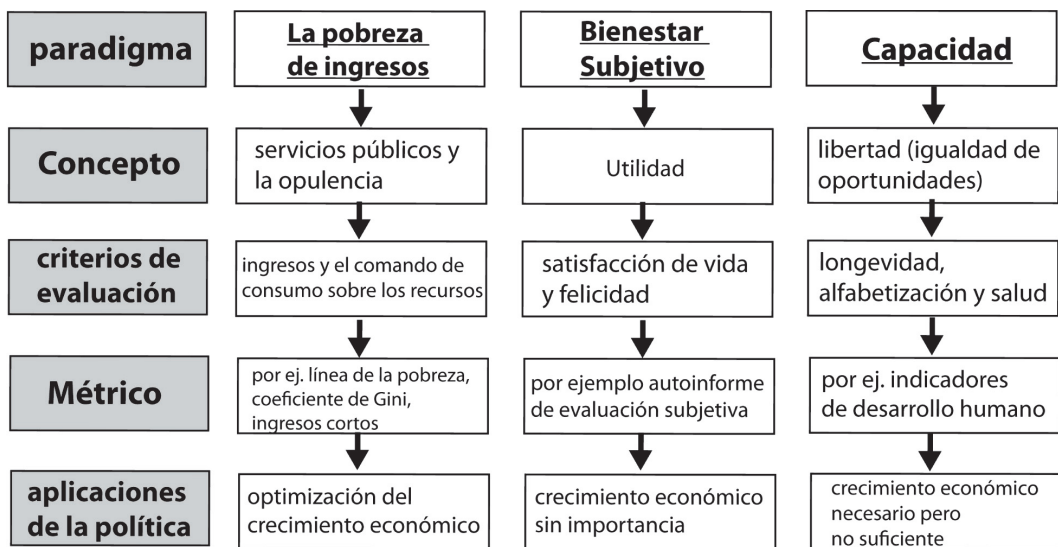 paradigma
La pobreza
de ingresos
Bienestar
Subjetivo
Capacidad
Concepto
servicios públicos y
la opulencia
Utilidad
libertad (igualdad de
oportunidades)
criterios de
evaluación
ingresos y el comando de
consumo sobre los recursos
satisfacción de vida
y felicidad
longevidad,
alfabetización y salud
Métrico
por ej. línea de la pobreza,
coeficiente de Gini,
ingresos cortos
por ejemplo autoinforme
de evaluación subjetiva
por ej. indicadores
de desarrollo humano
aplicaciones
de la política
optimización del
crecimiento económico
crecimiento económico
sin importancia
crecimiento económico
necesario pero
no suficiente